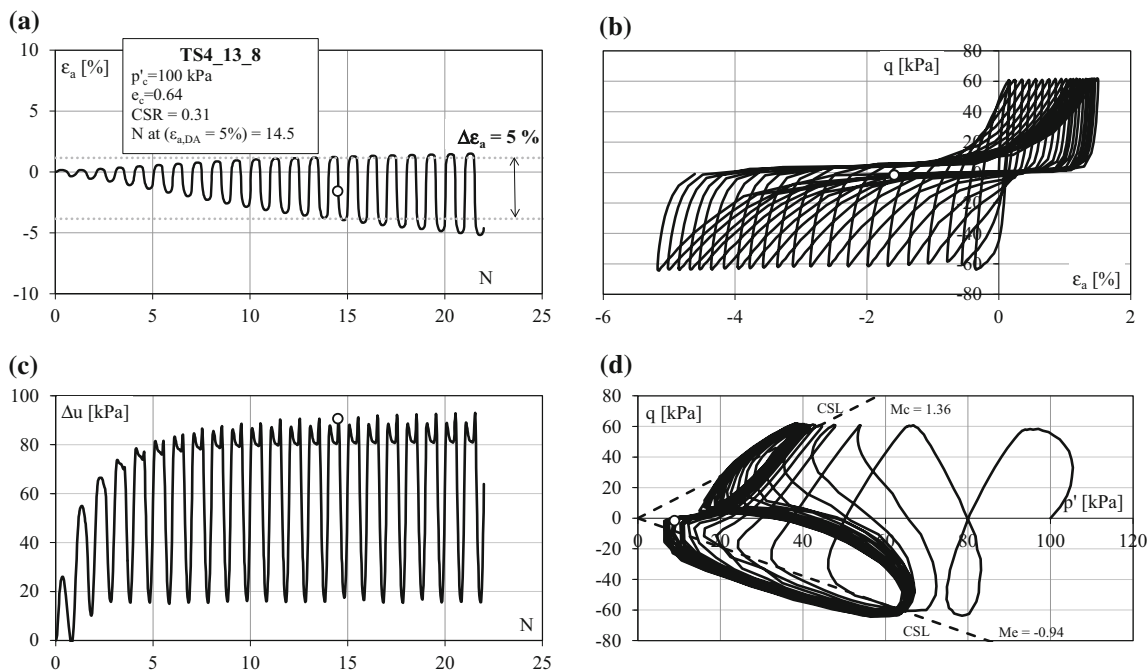 (a)
10
5
0
-5
-10
ε_a [%]
TS4_13_8
p'_c=100 kPa
e_c=0.64
CSR = 0.31
N at (ε_a,DA = 5%) = 14.5
Δε_a = 5 %
N
0 5 10 15 20 25
(b)
q [kPa]
80
60
40
20
0
-20
-40
-60
-80
ε_a [%]
-6 -4 -2 0 2
(c)
100
80
60
40
20
0
Δu [kPa]
N
0 5 10 15 20 25
(d)
80
60
40
20
0
-20
-40
-60
-80
q [kPa]
CSL
Mc = 1.36
p' [kPa]
0 20 40 60 80 100 120
CSL
Me = -0.94